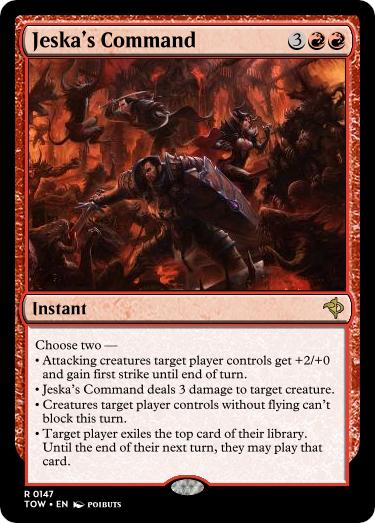 Jeska's Command 3
Instant
Choose two —
• Attacking creatures target player controls get +2/+0
and gain first strike until end of turn.
• Jeska's Command deals 3 damage to target creature.
• Creatures target player controls without flying can't
block this turn.
• Target player exiles the top card of their library.
Until the end of their next turn, they may play that
card.
R 0147
TOW • EN POIBUTS